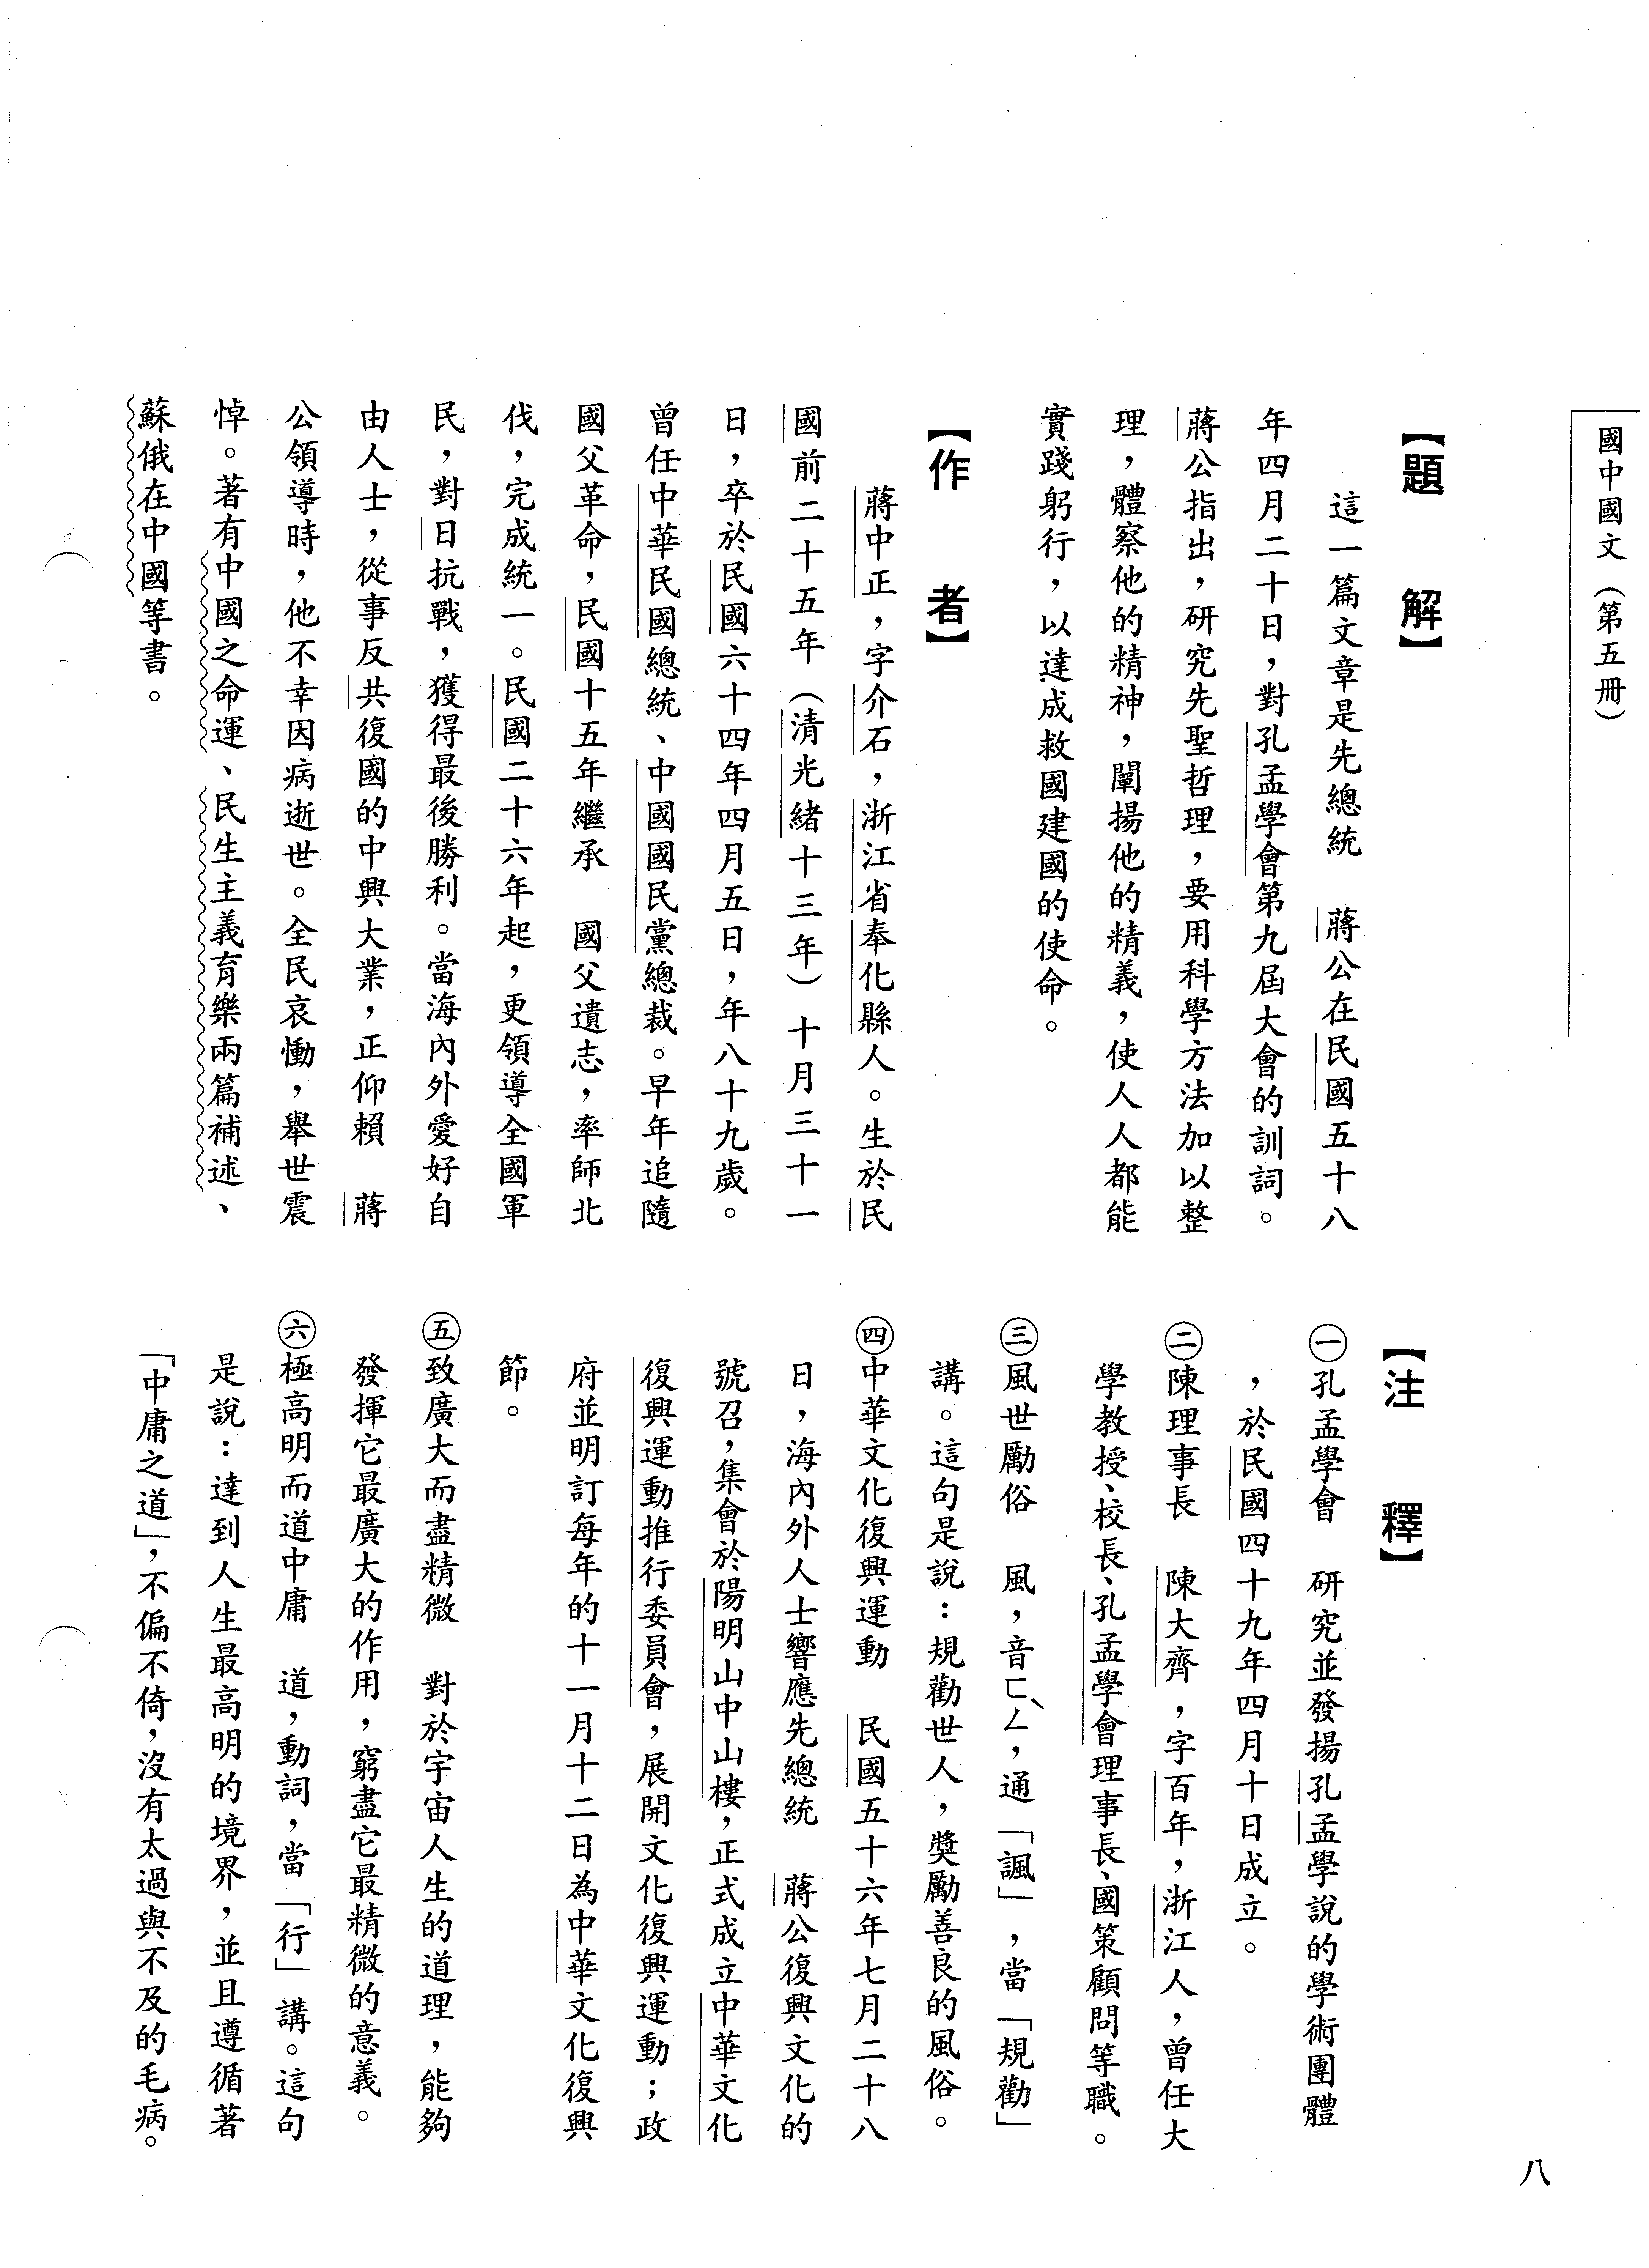 國中國文（第五冊）
【題　解】
這一篇文章是先總統　蔣公在民國五十八
年四月二十日，對孔孟學會第九屆大會的訓詞。
蔣公指出，研究先聖哲理，要用科學方法加以整
理，體察他的精神，闡揚他的精義，使人人都能
實踐躬行，以達成救國建國的使命。
【作　者】
蔣中正，字介石，浙江省奉化縣人。生於民
國前二十五年（清光緒十三年）十月三十一
日，卒於民國六十四年四月五日，年八十九歲。
曾任中華民國總統、中國國民黨總裁。早年追隨
國父革命，民國十五年繼承　國父遺志，率師北
伐，完成統一。民國二十六年起，更領導全國軍
民，對日抗戰，獲得最後勝利。當海內外愛好自
由人士，從事反共復國的中興大業，正仰賴　蔣
公領導時，他不幸因病逝世。全民哀慟，舉世震
悼。著有中國之命運、民生主義育樂兩篇補述、
蘇俄在中國等書。
【注　釋】
㊀孔孟學會　研究並發揚孔孟學說的學術團體
，於民國四十九年四月十日成立。
㊁陳理事長　陳大齊，字百年，浙江人，曾任大
學教授、校長、孔孟學會理事長、國策顧問等職。
㊂風世勵俗　風，音ㄈㄥˋ，通「諷」，當「規勸」
講。這句是說：規勸世人，獎勵善良的風俗。
㊃中華文化復興運動　民國五十六年七月二十八
日，海內外人士響應先總統　蔣公復興文化的
號召，集會於陽明山中山樓，正式成立中華文化
復興運動推行委員會，展開文化復興運動；政
府並明訂每年的十一月十二日為中華文化復興
節。
㊄致廣大而盡精微　對於宇宙人生的道理，能夠
發揮它最廣大的作用，窮盡它最精微的意義。
㊅極高明而道中庸　道，動詞，當「行」講。這句
是說：達到人生最高明的境界，並且遵循著
「中庸之道」，不偏不倚，沒有太過與不及的毛病。
八